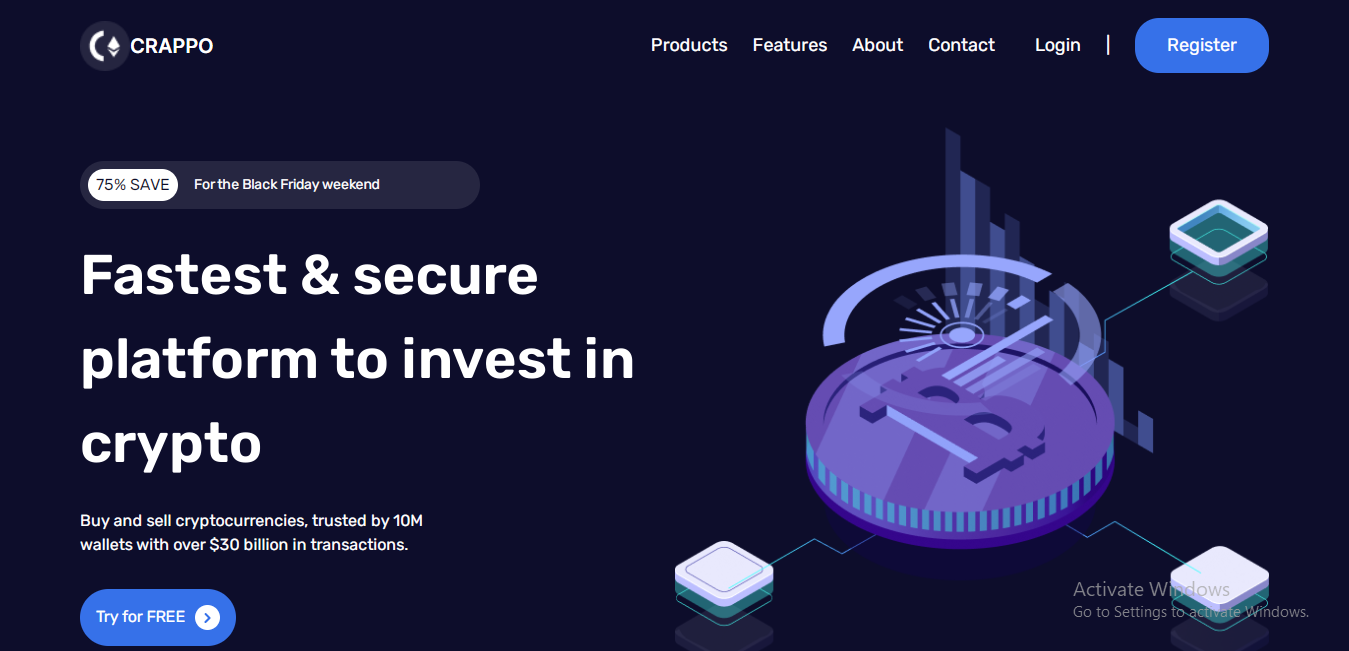 CRAPPO
Products Features About Contact Login | Register
75% SAVE For the Black Friday weekend
Fastest & secure
platform to invest in
crypto
Buy and sell cryptocurrencies, trusted by 10M
wallets with over $30 billion in transactions.
Try for FREE
Activate Windows
Go to Settings to activate Windows.